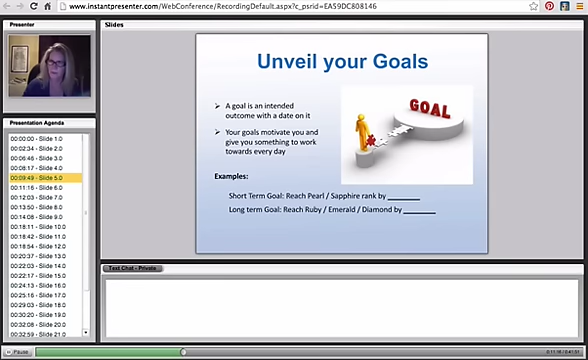 www.instantpresenter.com/WebConference/RecordingDefault.aspx?c_psrid=EA59DC808146
Presenter
Slides
Presentation Agenda
00:00:00 - Slide 1.0
00:02:34 - Slide 2.0
00:06:46 - Slide 3.0
00:08:17 - Slide 4.0
00:09:49 - Slide 5.0
00:11:16 - Slide 6.0
00:12:03 - Slide 7.0
00:13:50 - Slide 8.0
00:14:08 - Slide 9.0
00:18:11 - Slide 10.0
00:18:42 - Slide 11.0
00:18:54 - Slide 12.0
00:20:37 - Slide 13.0
00:22:03 - Slide 14.0
00:22:17 - Slide 15.0
00:24:13 - Slide 16.0
00:25:16 - Slide 17.0
00:29:03 - Slide 18.0
00:30:20 - Slide 19.0
00:32:08 - Slide 20.0
00:32:59 - Slide 21.0
Unveil your Goals
A goal is an intended
outcome with a date on it
Your goals motivate you and
give you something to work
towards every day
GOAL
Examples:
Short Term Goal: Reach Pearl / Sapphire rank by ________
Long term Goal: Reach Ruby / Emerald / Diamond by ________
Text Chat - Private
Pause